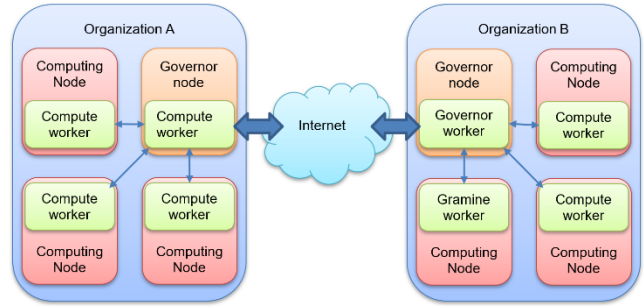 Organization A
Computing
Node
Compute
worker
Governor
node
Compute
worker
Compute
worker
Computing
Node
Compute
worker
Computing
Node
Internet
Organization B
Governor
node
Governor
worker
Computing
Node
Compute
worker
Gramine
worker
Computing
Node
Compute
worker
Computing
Node